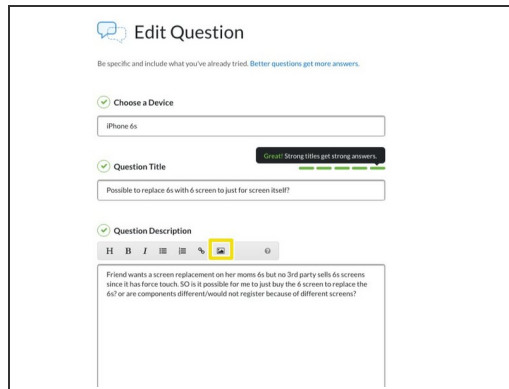 Edit Question
Be specific and include what you've already tried. Better questions get more answers.
Choose a Device
iPhone 6s
Great! Strong titles get strong answers.
Question Title
Possible to replace 6s with 6 screen to just for screen itself?
Question Description
H B I
Friend wants a screen replacement on her moms 6s but no 3rd party sells 6s screens
since it has force touch. SO is it possible for me to just buy the 6 screen to replace the
6s? or are components different/would not register because of different screens?